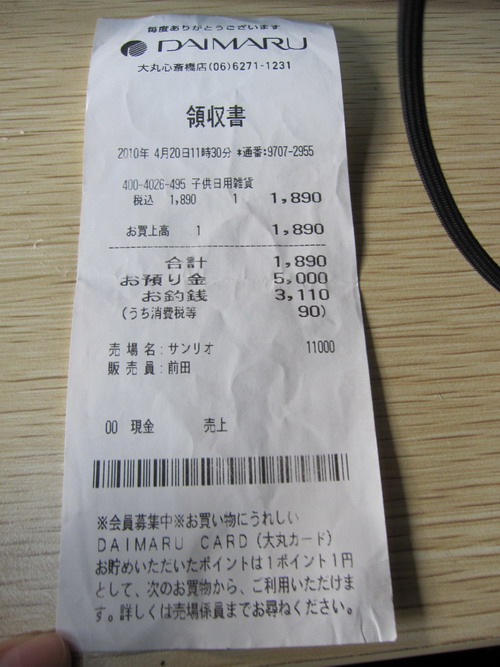 毎度ありがとうございます
DAIMARU
大丸心斎橋店(06)6271-1231
領収書
2010年 4月20日11時30分 *通番:9707-2955
400-4026-495 子供日用雑貨
税込 1,890 1 1,890
お買上高 1 1,890
合計 1,890
お預り金 5,000
お釣銭 3,110
(うち消費税等 90)
売場名:サンリオ 11000
販売員:前田
00 現金 売上
※会員募集中※お買い物にうれしい
DAIMARU CARD(大丸カード)
お貯めいただいたポイントは1ポイント1円
として、次のお買物から、ご利用いただけま
す。詳しくは売場係員までお尋ねください。